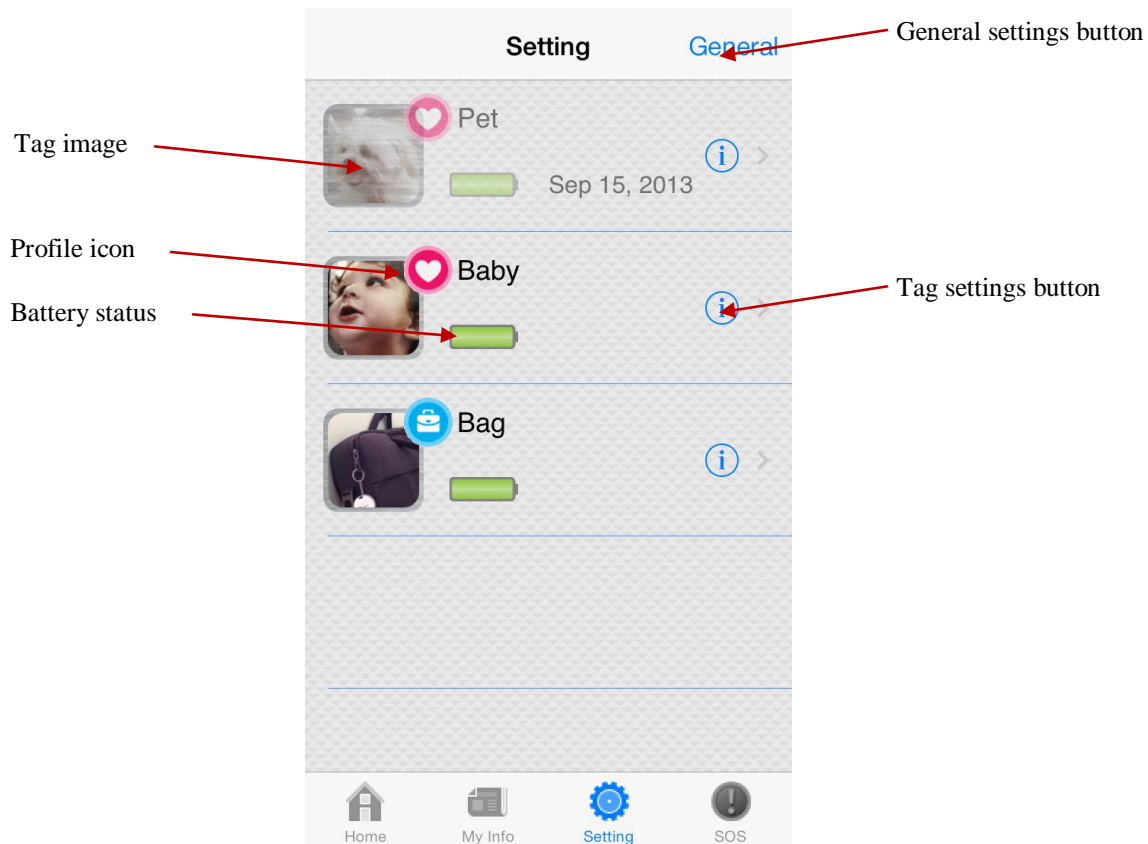 Setting
General
General settings button
Pet
Tag image
Sep 15, 2013
Profile icon
Baby
Tag settings button
Battery status
Bag
Home
My Info
Setting
SOS